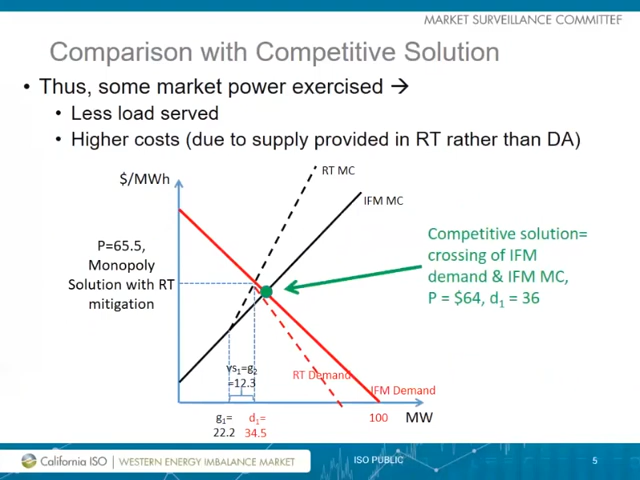 MARKET SURVEILLANCE COMMITTEE
Comparison with Competitive Solution
• Thus, some market power exercised →
• Less load served
• Higher costs (due to supply provided in RT rather than DA)
$/MWh
RT MC
IFM MC
P=65.5,
Monopoly
Solution with RT
mitigation
Competitive solution=
crossing of IFM
demand & IFM MC,
P = $64, d1 = 36
vs1=g2
=12.3
RT Demand
IFM Demand
g1=
22.2
d1=
34.5
100
MW
California ISO
WESTERN ENERGY IMBALANCE MARKET
ISO PUBLIC
5